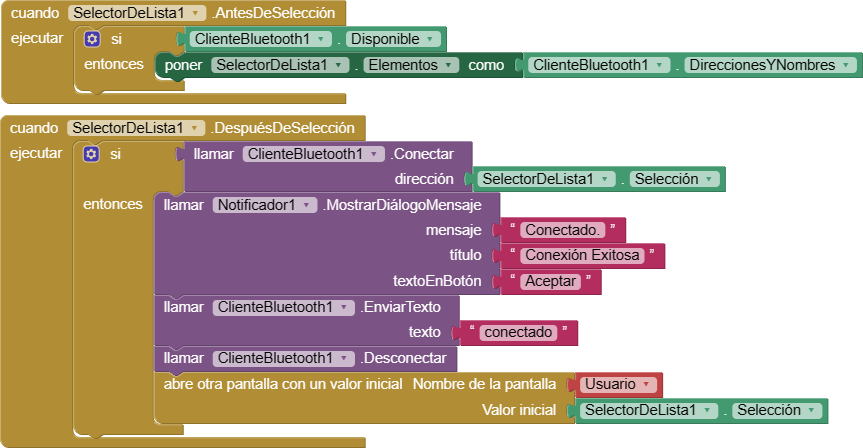 cuando SelectorDeLista1 .AntesDeSelección
ejecutar si ClienteBluetooth1 . Disponible
entonces poner SelectorDeLista1 . Elementos como ClienteBluetooth1 . DireccionesYNombres
cuando SelectorDeLista1 .DespuésDeSelección
ejecutar si llamar ClienteBluetooth1 .Conectar
dirección SelectorDeLista1 . Selección
entonces llamar Notificador1 .MostrarDiálogoMensaje
mensaje “ Conectado. ”
título “ Conexión Exitosa ”
textoEnBotón “ Aceptar ”
llamar ClienteBluetooth1 .EnviarTexto
texto “ conectado ”
llamar ClienteBluetooth1 .Desconectar
abre otra pantalla con un valor inicial Nombre de la pantalla Usuario
Valor inicial SelectorDeLista1 . Selección